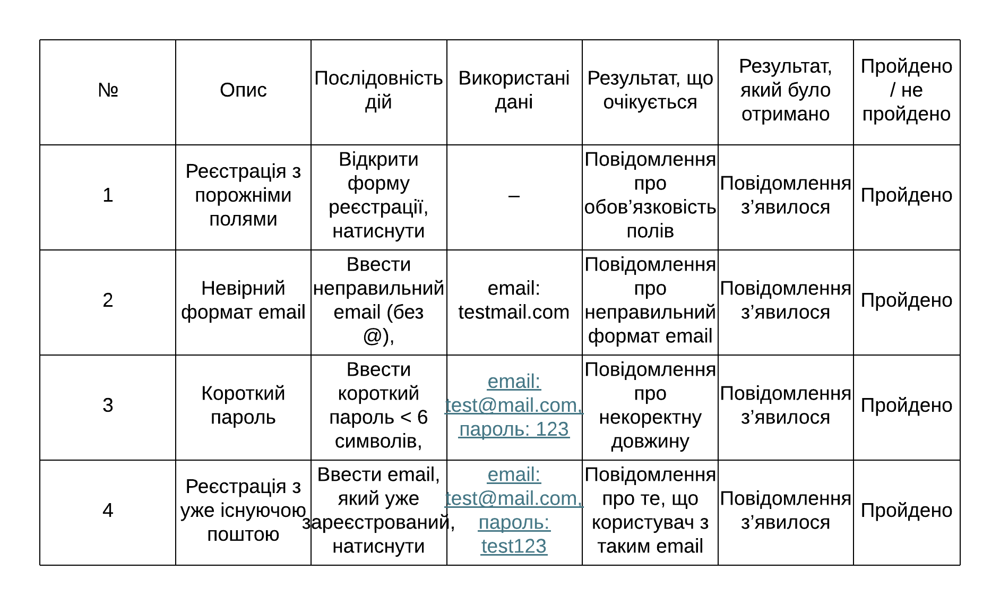 №
Опис
Послідовність
дій
Використані
дані
Результат, що
очікується
Результат,
який було
отримано
Пройдено
/ не
пройдено
1
Реєстрація з
порожніми
полями
Відкрити
форму
реєстрації,
натиснути
–
Повідомлення
про
обов’язковість
полів
Повідомлення
з’явилося
Пройдено
2
Невірний
формат email
Ввести
неправильний
email (без
@),
email:
testmail.com
Повідомлення
про
неправильний
формат email
Повідомлення
з’явилося
Пройдено
3
Короткий
пароль
Ввести
короткий
пароль < 6
символів,
email:
test@mail.com,
пароль: 123
Повідомлення
про
некоректну
довжину
Повідомлення
з’явилося
Пройдено
4
Реєстрація з
уже існуючою
поштою
Ввести email,
який уже
зареєстрований,
натиснути
email:
test@mail.com,
пароль:
test123
Повідомлення
про те, що
користувач з
таким email
Повідомлення
з’явилося
Пройдено